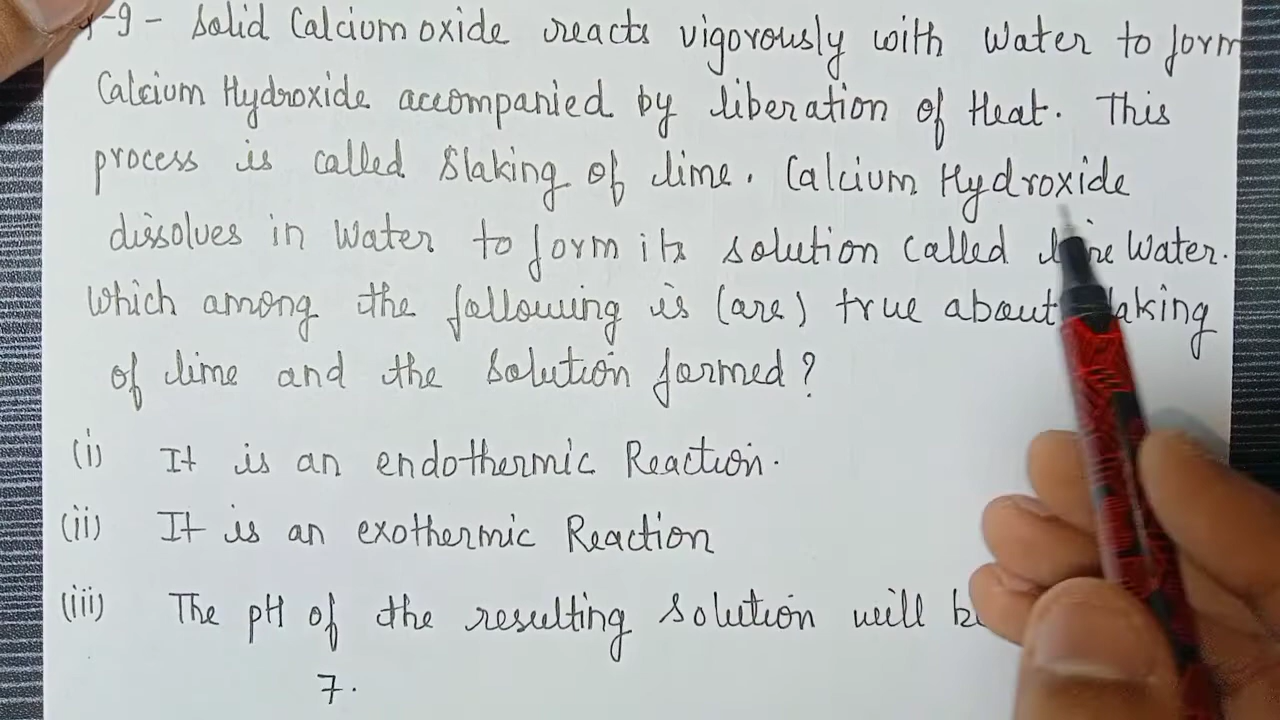 -9- Solid Calcium oxide reacts vigorously with water to form
Calcium Hydroxide accompanied by liberation of Heat. This
process is called Slaking of lime. Calcium Hydroxide
dissolves in water to form its solution called Water.
which among the following is (are) true about
of lime and the Solution formed?
(i) It is an endothermic Reaction.
(ii) It is an exothermic Reaction
(iii) The pH of the resulting solution will
7.